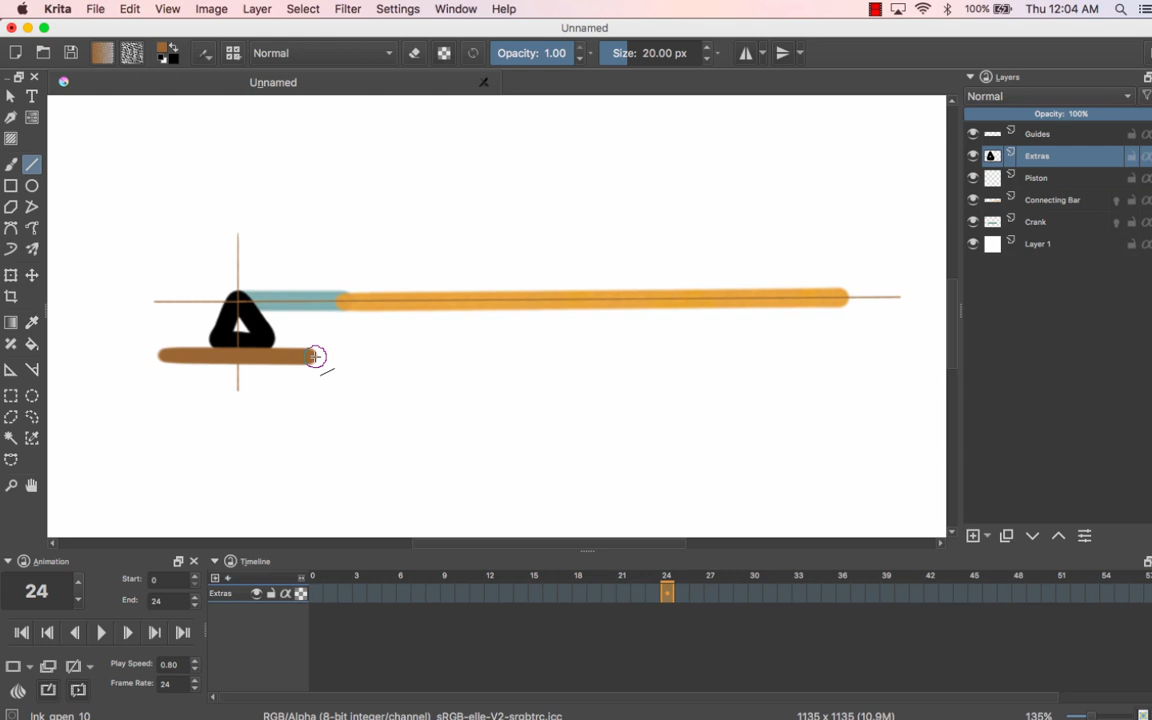 Krita File Edit View Image Layer Select Filter Settings Window Help 100% Thu 12:04 AM
Unnamed
Normal Opacity: 1.00 Size: 20.00 px
Unnamed
Layers
Normal
Opacity: 100%
Guides
Extras
Piston
Connecting Bar
Crank
Layer 1
Animation
Timeline
24
Start: 0
End: 24
0 3 6 9 12 15 18 21 24 27 30 33 36 39 42 45 48 51 54 57
Extras
Play Speed: 0.80
Frame Rate: 24
Ink_gpen_10 RGB/Alpha (8-bit integer/channel) sRGB-elle-V2-srgbtrc.icc 1135 x 1135 (10.9M) 135%